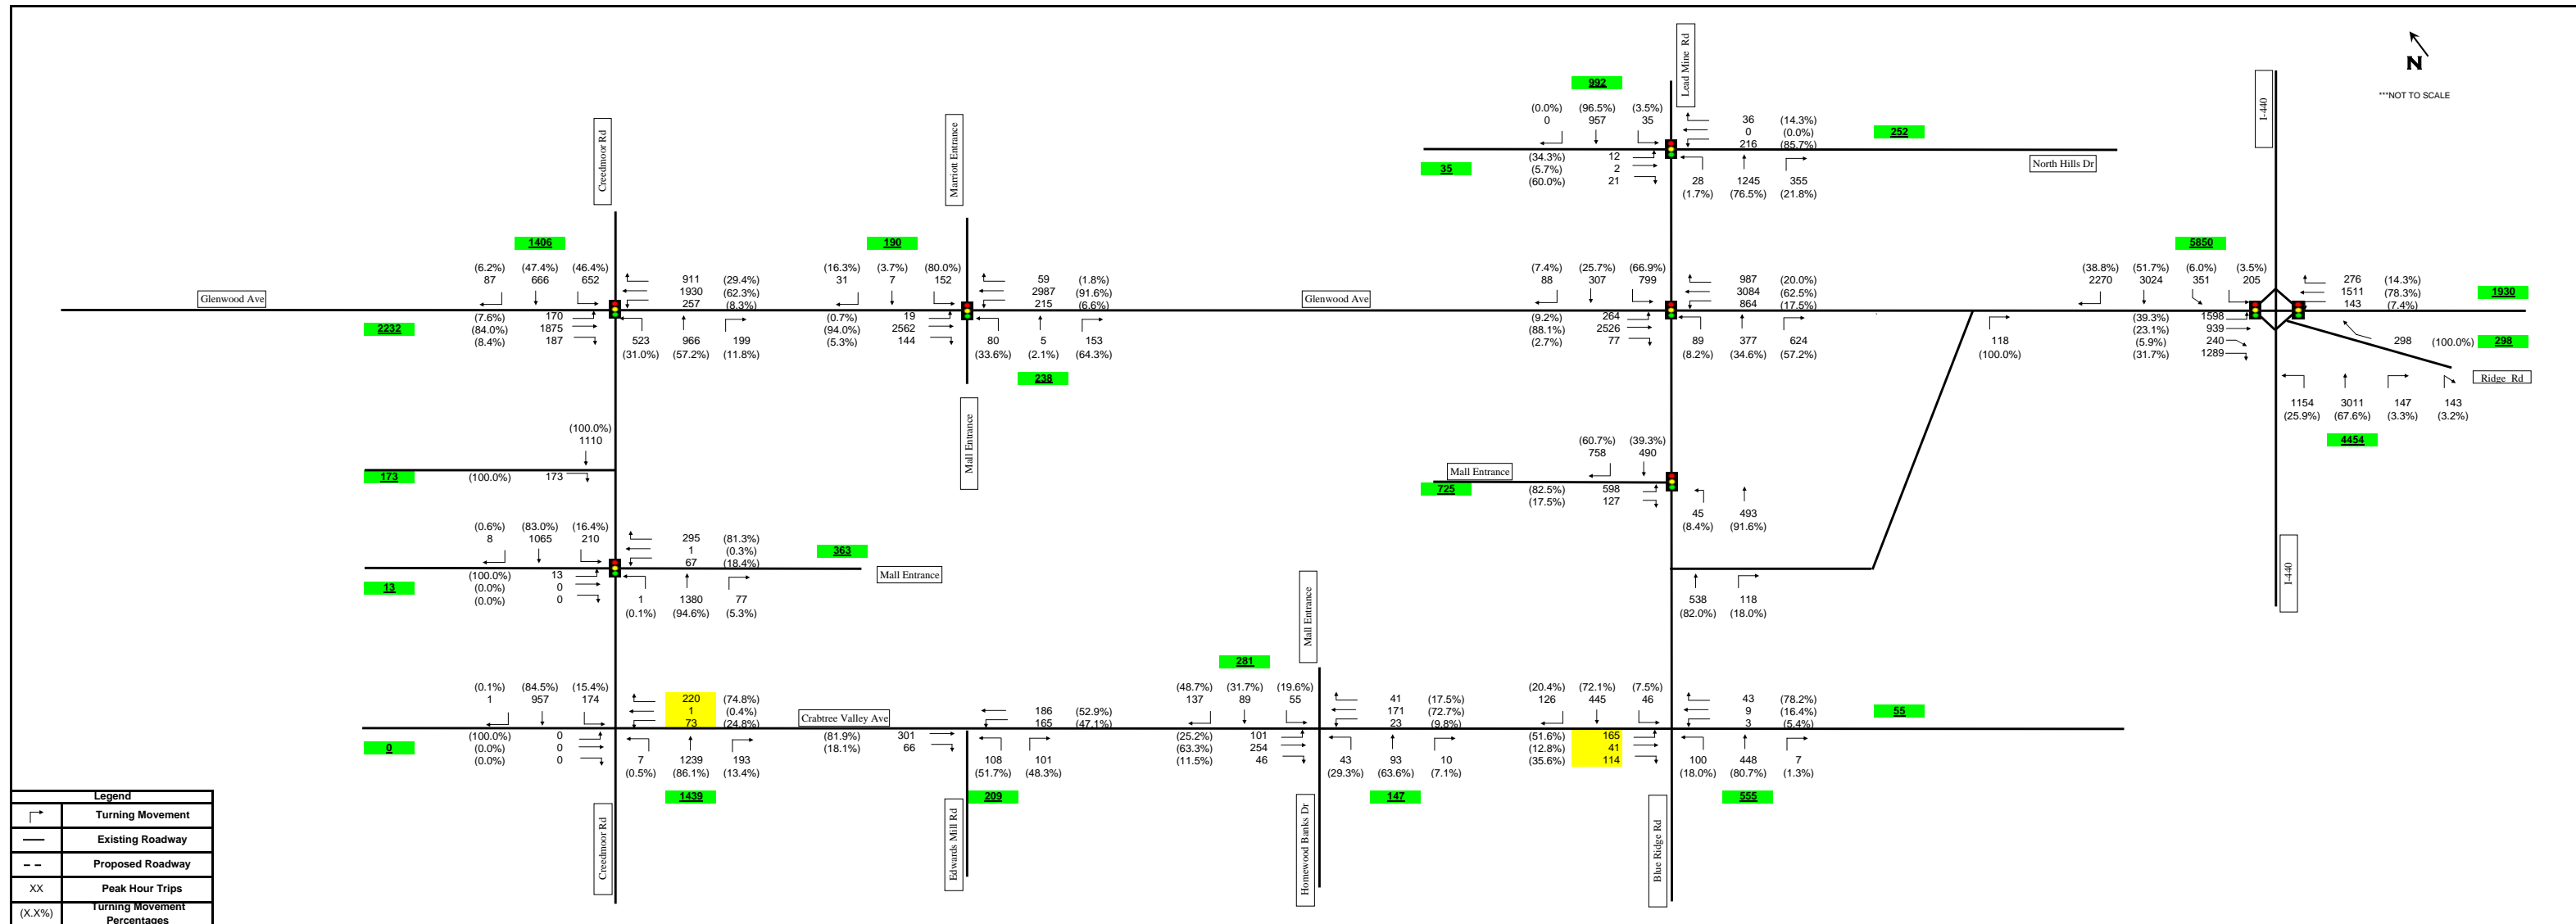 N
***NOT TO SCALE
Lead Mine Rd
I-440
992
(0.0%) (96.5%) (3.5%)
0 957 35
36 (14.3%)
0 (0.0%)
216 (85.7%)
252
(34.3%) 12
(5.7%) 2
(60.0%) 21
35
28 1245 355
(1.7%) (76.5%) (21.8%)
North Hills Dr
Creedmoor Rd
Marriott Entrance
1406
(6.2%) (47.4%) (46.4%)
87 666 652
911 (29.4%)
1930 (62.3%)
257 (8.3%)
Glenwood Ave
2232
(7.6%) 170
(84.0%) 1875
(8.4%) 187
523 966 199
(31.0%) (57.2%) (11.8%)
190
(16.3%) (3.7%) (80.0%)
31 7 152
59 (1.8%)
2987 (91.6%)
215 (6.6%)
(0.7%) 19
(94.0%) 2562
(5.3%) 144
80 5 153
(33.6%) (2.1%) (64.3%)
238
Mall Entrance
Glenwood Ave
(7.4%) (25.7%) (66.9%)
88 307 799
987 (20.0%)
3084 (62.5%)
864 (17.5%)
(9.2%) 264
(88.1%) 2526
(2.7%) 77
89 377 624
(8.2%) (34.6%) (57.2%)
118
(100.0%)
5850
(38.8%) (51.7%) (6.0%) (3.5%)
2270 3024 351 205
276 (14.3%)
1511 (78.3%)
143 (7.4%)
1930
(39.3%) 1598
(23.1%) 939
(5.9%) 240
(31.7%) 1289
298 (100.0%)
298
Ridge Rd
1154 3011 147 143
(25.9%) (67.6%) (3.3%) (3.2%)
4454
(100.0%)
1110
173
(100.0%) 173
(60.7%) (39.3%)
758 490
Mall Entrance
725
(82.5%) 598
(17.5%) 127
45 493
(8.4%) (91.6%)
(0.6%) (83.0%) (16.4%)
8 1065 210
295 (81.3%)
1 (0.3%)
67 (18.4%)
363
Mall Entrance
13
(100.0%) 13
(0.0%) 0
(0.0%) 0
1 1380 77
(0.1%) (94.6%) (5.3%)
538 118
(82.0%) (18.0%)
I-440
Mall Entrance
(0.1%) (84.5%) (15.4%)
1 957 174
220 (74.8%)
1 (0.4%)
73 (24.8%)
Crabtree Valley Ave
0
(100.0%) 0
(0.0%) 0
(0.0%) 0
7 1239 193
(0.5%) (86.1%) (13.4%)
1439
186 (52.9%)
165 (47.1%)
(81.9%) 301
(18.1%) 66
108 101
(51.7%) (48.3%)
209
281
(48.7%) (31.7%) (19.6%)
137 89 55
41 (17.5%)
171 (72.7%)
23 (9.8%)
(25.2%) 101
(63.3%) 254
(11.5%) 46
43 93 10
(29.3%) (63.6%) (7.1%)
147
(20.4%) (72.1%) (7.5%)
126 445 46
43 (78.2%)
9 (16.4%)
3 (5.4%)
55
(51.6%) 165
(12.8%) 41
(35.6%) 114
100 448 7
(18.0%) (80.7%) (1.3%)
555
Creedmoor Rd
Edwards Mill Rd
Homewood Banks Dr
Blue Ridge Rd
Legend
Turning Movement
Existing Roadway
Proposed Roadway
XX Peak Hour Trips
(X.X%) Turning Movement
Percentages